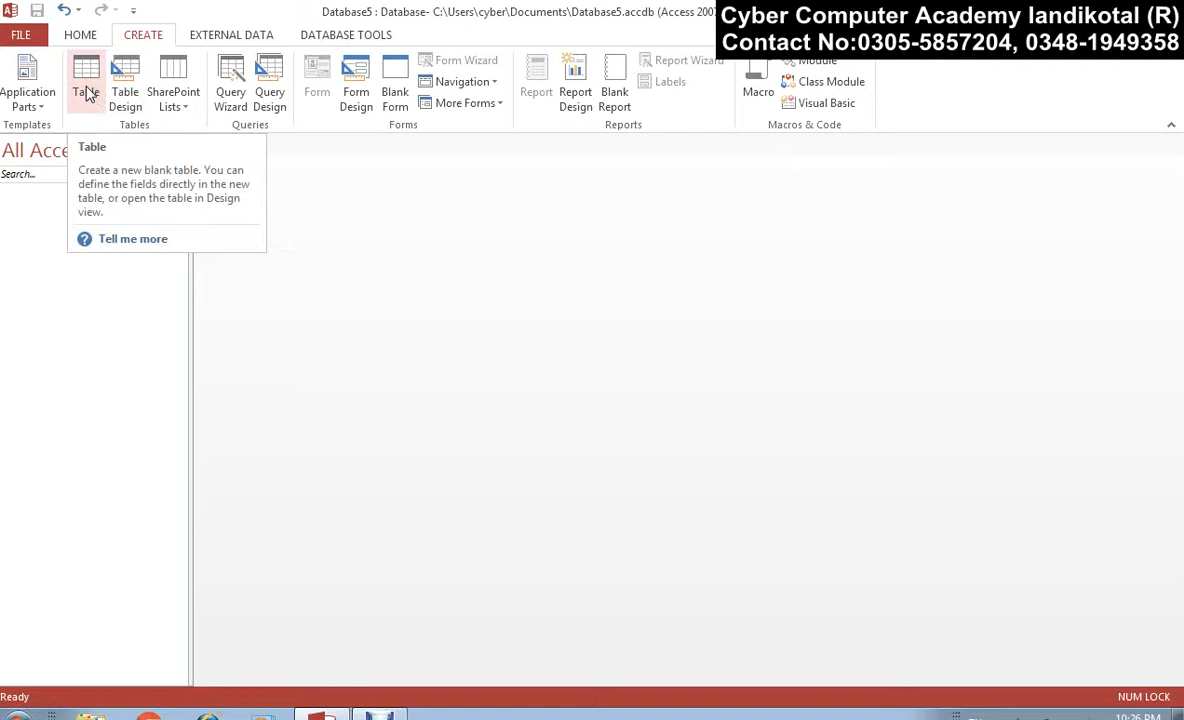 Database5 : Database- C:\Users\cyber\Documents\Database5.accdb (Access 200
Cyber Computer Academy landikotal (R)
Contact No:0305-5857204, 0348-1949358
FILE HOME CREATE EXTERNAL DATA DATABASE TOOLS
Application Parts
Table
Table Design
SharePoint Lists
Query Wizard
Query Design
Form
Form Design
Blank Form
Form Wizard
Navigation
More Forms
Report
Report Design
Blank Report
Report Wizard
Labels
Macro
Module
Class Module
Visual Basic
Templates Tables Queries Forms Reports Macros & Code
All Acce
Search...
Table
Create a new blank table. You can
define the fields directly in the new
table, or open the table in Design
view.
Tell me more
Ready
NUM LOCK
10:26 PM